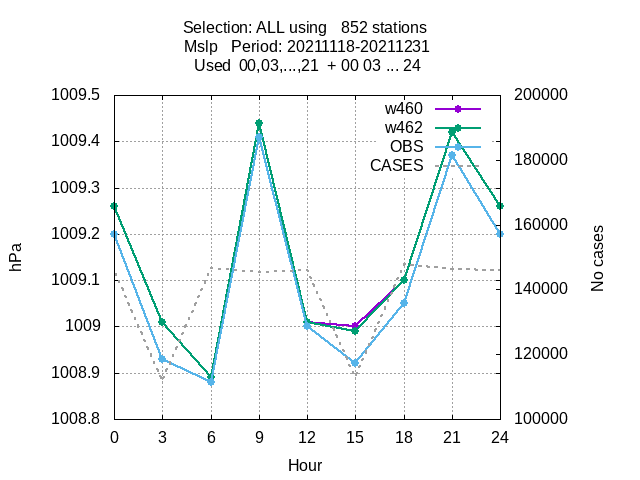 Selection: ALL using   852 stations
Mslp   Period: 20211118-20211231
Used  00,03,...,21  + 00 03 ... 24
1009.5
1009.4
1009.3
1009.2
1009.1
1009
1008.9
1008.8
hPa
w460
w462
OBS
CASES
200000
180000
160000
140000
120000
100000
No cases
0 3 6 9 12 15 18 21 24
Hour